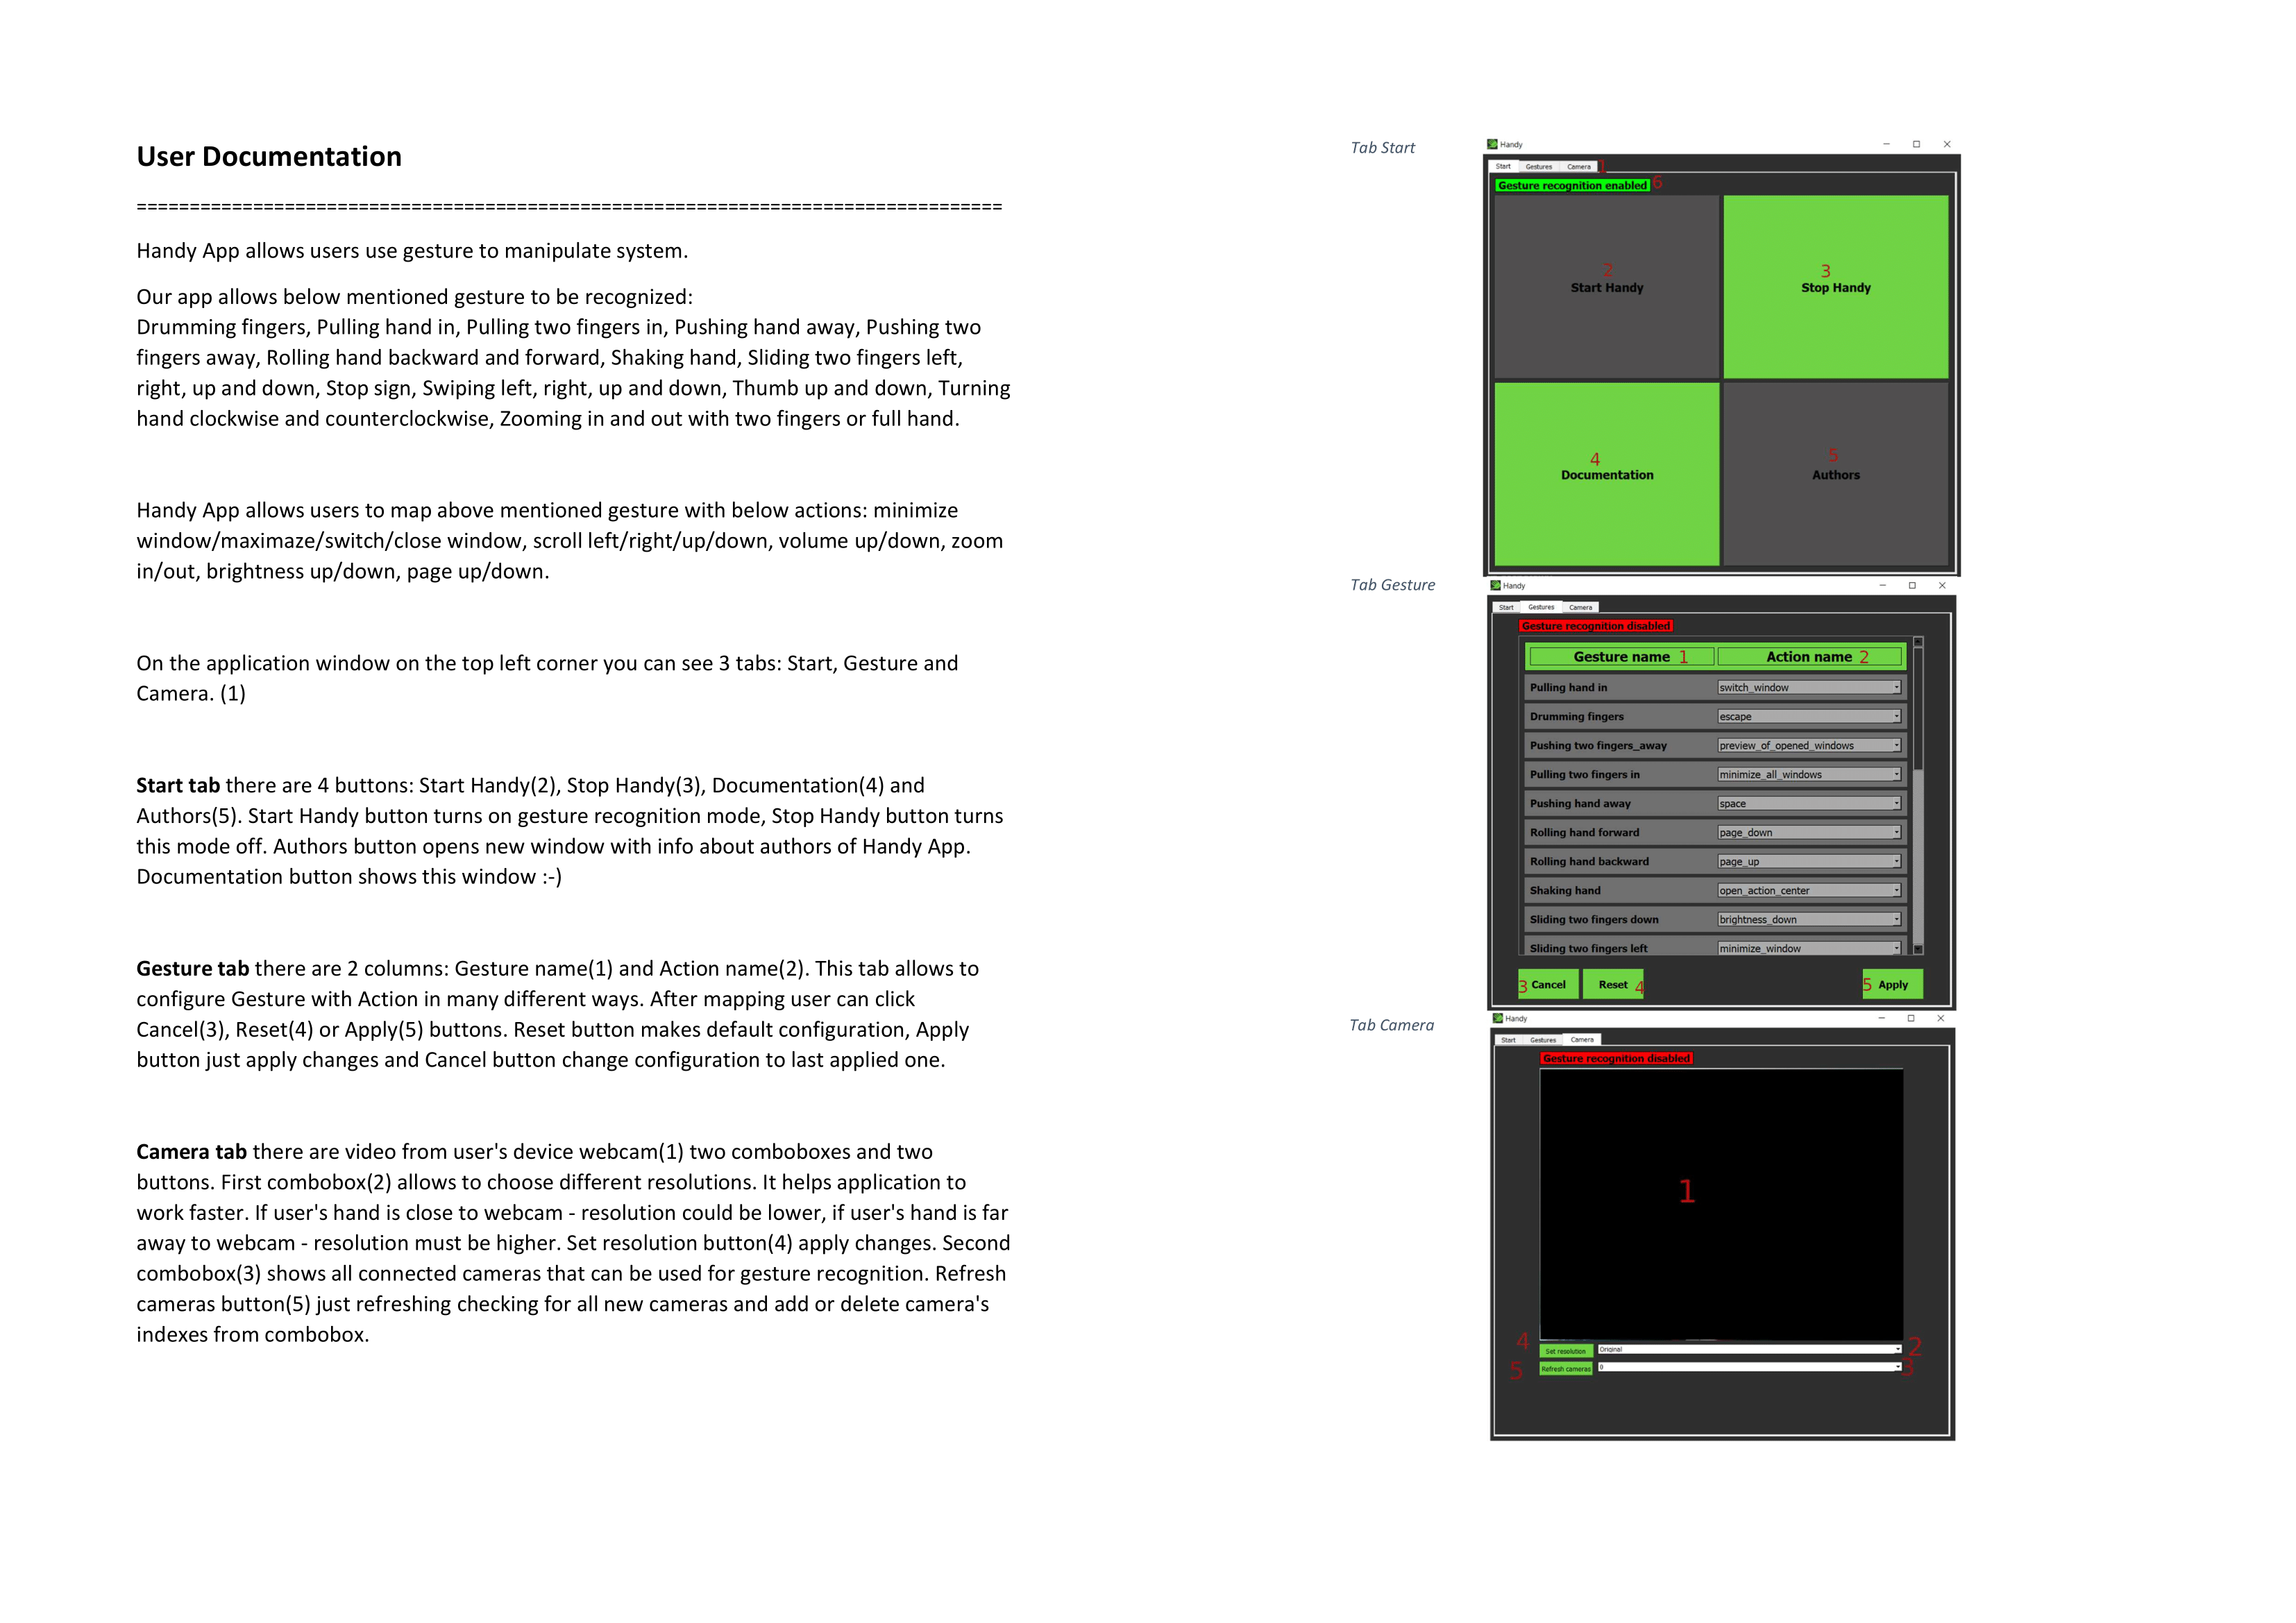 User Documentation
==================================================================================
Handy App allows users use gesture to manipulate system.
Our app allows below mentioned gesture to be recognized:
Drumming fingers, Pulling hand in, Pulling two fingers in, Pushing hand away, Pushing two
fingers away, Rolling hand backward and forward, Shaking hand, Sliding two fingers left,
right, up and down, Stop sign, Swiping left, right, up and down, Thumb up and down, Turning
hand clockwise and counterclockwise, Zooming in and out with two fingers or full hand.
Handy App allows users to map above mentioned gesture with below actions: minimize
window/maximaze/switch/close window, scroll left/right/up/down, volume up/down, zoom
in/out, brightness up/down, page up/down.
On the application window on the top left corner you can see 3 tabs: Start, Gesture and
Camera. (1)
Start tab there are 4 buttons: Start Handy(2), Stop Handy(3), Documentation(4) and
Authors(5). Start Handy button turns on gesture recognition mode, Stop Handy button turns
this mode off. Authors button opens new window with info about authors of Handy App.
Documentation button shows this window :-)
Gesture tab there are 2 columns: Gesture name(1) and Action name(2). This tab allows to
configure Gesture with Action in many different ways. After mapping user can click
Cancel(3), Reset(4) or Apply(5) buttons. Reset button makes default configuration, Apply
button just apply changes and Cancel button change configuration to last applied one.
Camera tab there are video from user's device webcam(1) two comboboxes and two
buttons. First combobox(2) allows to choose different resolutions. It helps application to
work faster. If user's hand is close to webcam - resolution could be lower, if user's hand is far
away to webcam - resolution must be higher. Set resolution button(4) apply changes. Second
combobox(3) shows all connected cameras that can be used for gesture recognition. Refresh
cameras button(5) just refreshing checking for all new cameras and add or delete camera's
indexes from combobox.
Tab Start
Handy
Start Gestures Camera 1
Gesture recognition enabled 6
2
Start Handy
3
Stop Handy
4
Documentation
5
Authors
Tab Gesture
Handy
Start Gestures Camera
Gesture recognition disabled
Gesture name 1 Action name 2
Pulling hand in switch_window
Drumming fingers escape
Pushing two fingers_away preview_of_opened_windows
Pulling two fingers in minimize_all_windows
Pushing hand away space
Rolling hand forward page_down
Rolling hand backward page_up
Shaking hand open_action_center
Sliding two fingers down brightness_down
Sliding two fingers left minimize_window
3 Cancel Reset 4 5 Apply
Tab Camera
Handy
Start Gestures Camera
Gesture recognition disabled
1
4 Set resolution Original 2
5 Refresh cameras 0 3